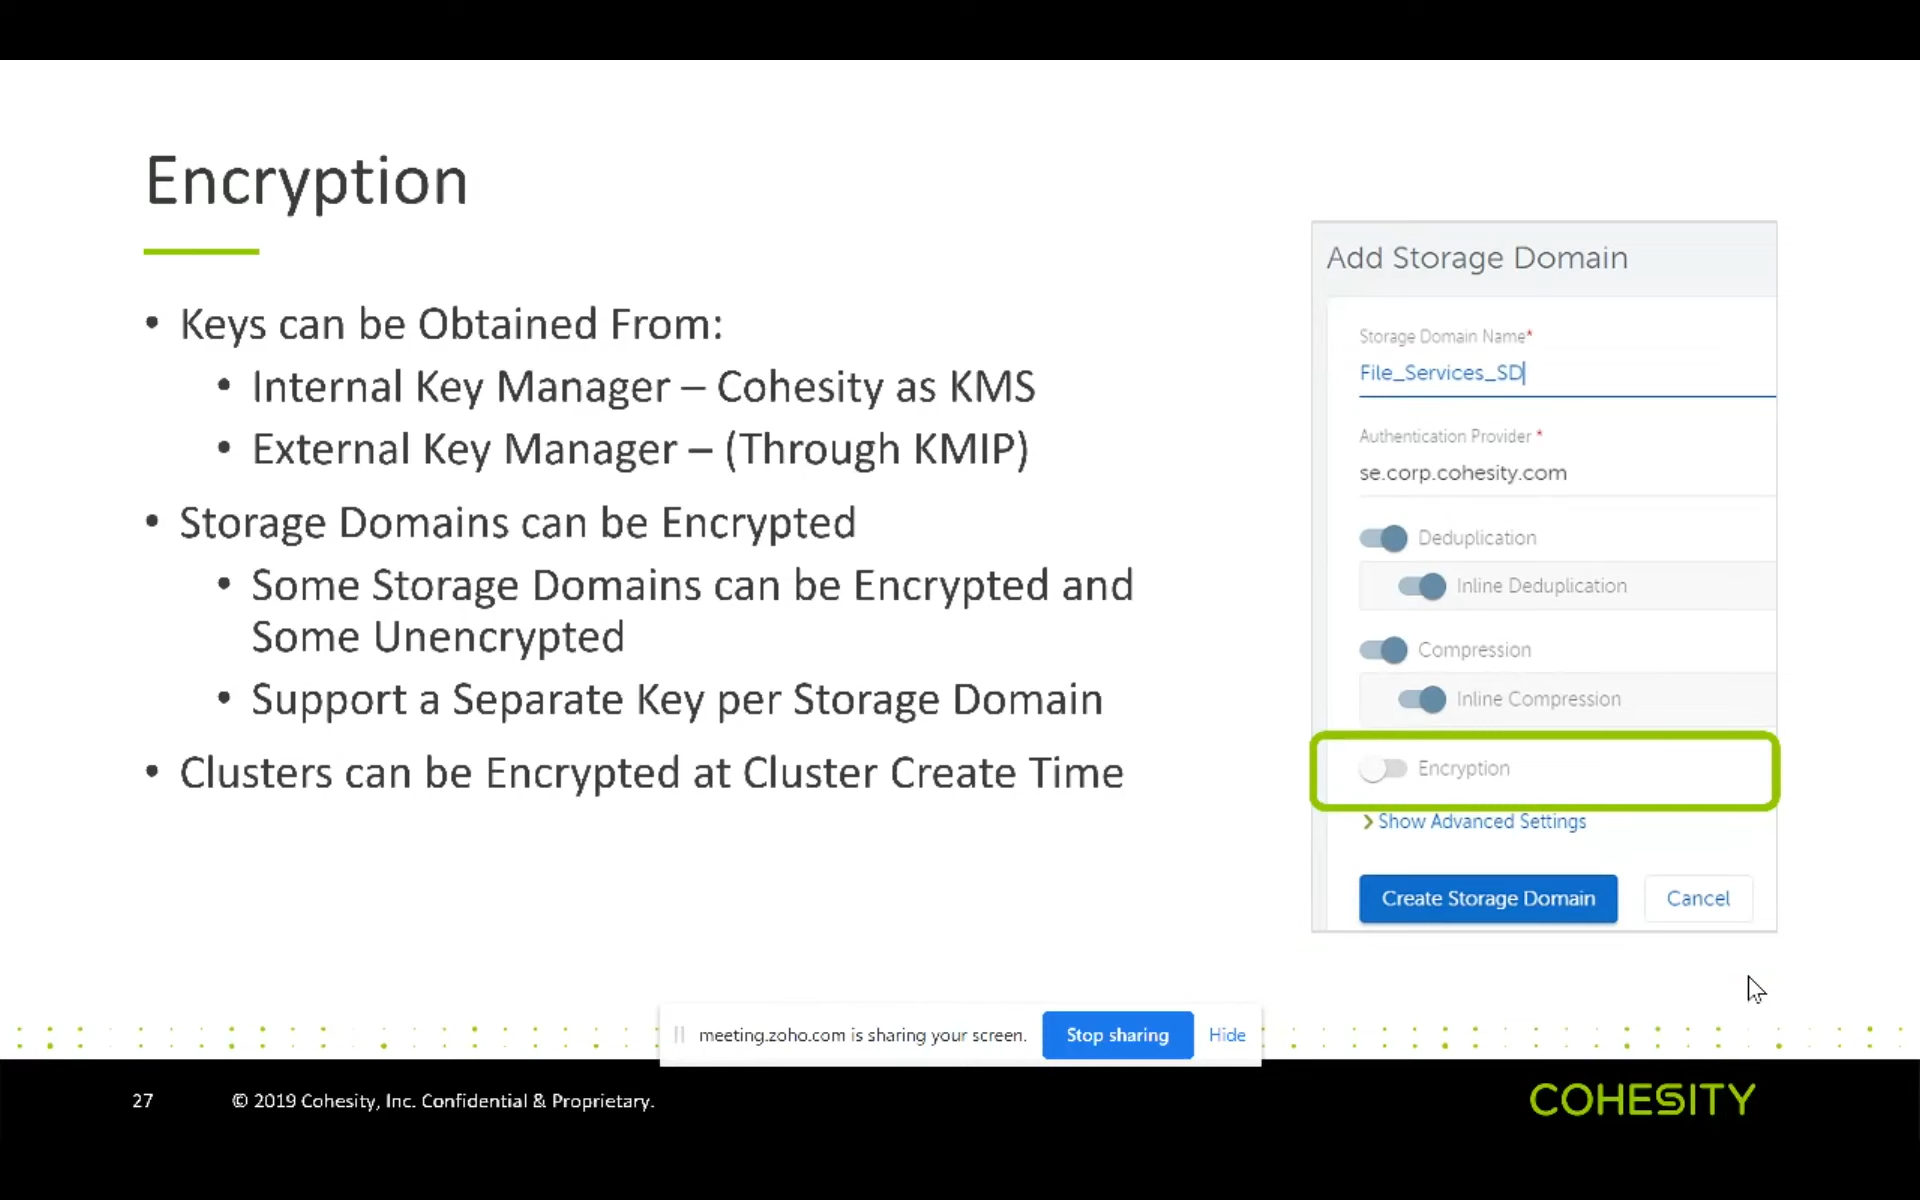 Encryption
• Keys can be Obtained From:
• Internal Key Manager – Cohesity as KMS
• External Key Manager – (Through KMIP)
• Storage Domains can be Encrypted
• Some Storage Domains can be Encrypted and
Some Unencrypted
• Support a Separate Key per Storage Domain
• Clusters can be Encrypted at Cluster Create Time
Add Storage Domain
Storage Domain Name*
File_Services_SD
Authentication Provider *
se.corp.cohesity.com
Deduplication
Inline Deduplication
Compression
Inline Compression
Encryption
Show Advanced Settings
Create Storage Domain Cancel
meeting.zoho.com is sharing your screen. Stop sharing Hide
27 © 2019 Cohesity, Inc. Confidential & Proprietary.
COHESITY